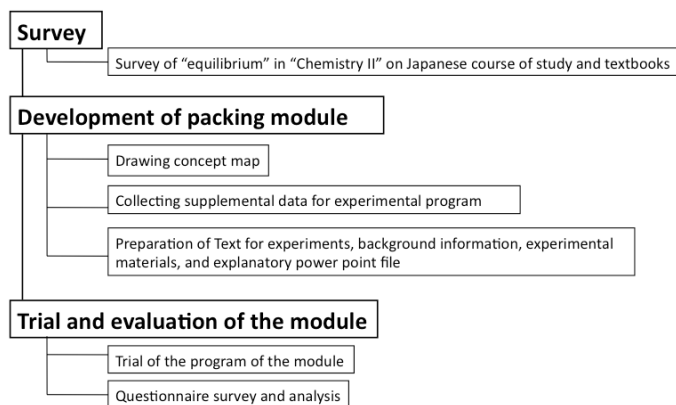 Survey
Survey of “equilibrium” in “Chemistry II” on Japanese course of study and textbooks
Development of packing module
Drawing concept map
Collecting supplemental data for experimental program
Preparation of Text for experiments, background information, experimental
materials, and explanatory power point file
Trial and evaluation of the module
Trial of the program of the module
Questionnaire survey and analysis